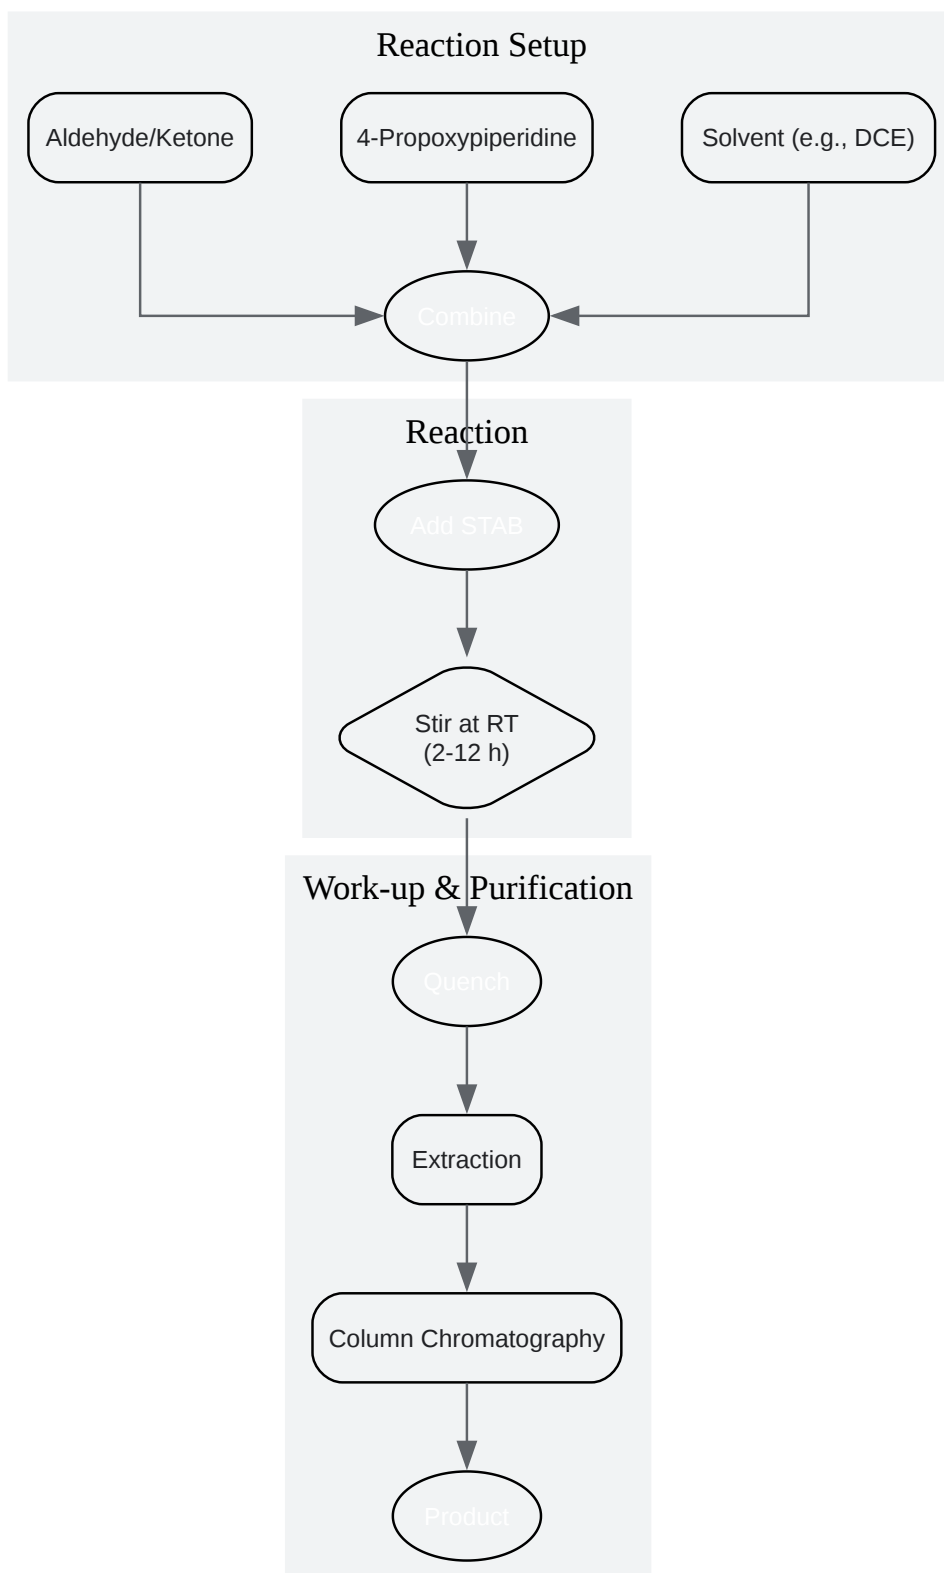 Reaction Setup
Aldehyde/Ketone
4-Propoxypiperidine
Solvent (e.g., DCE)
Combine
Reaction
Add STAB
Stir at RT
(2-12 h)
Work-up & Purification
Quench
Extraction
Column Chromatography
Product